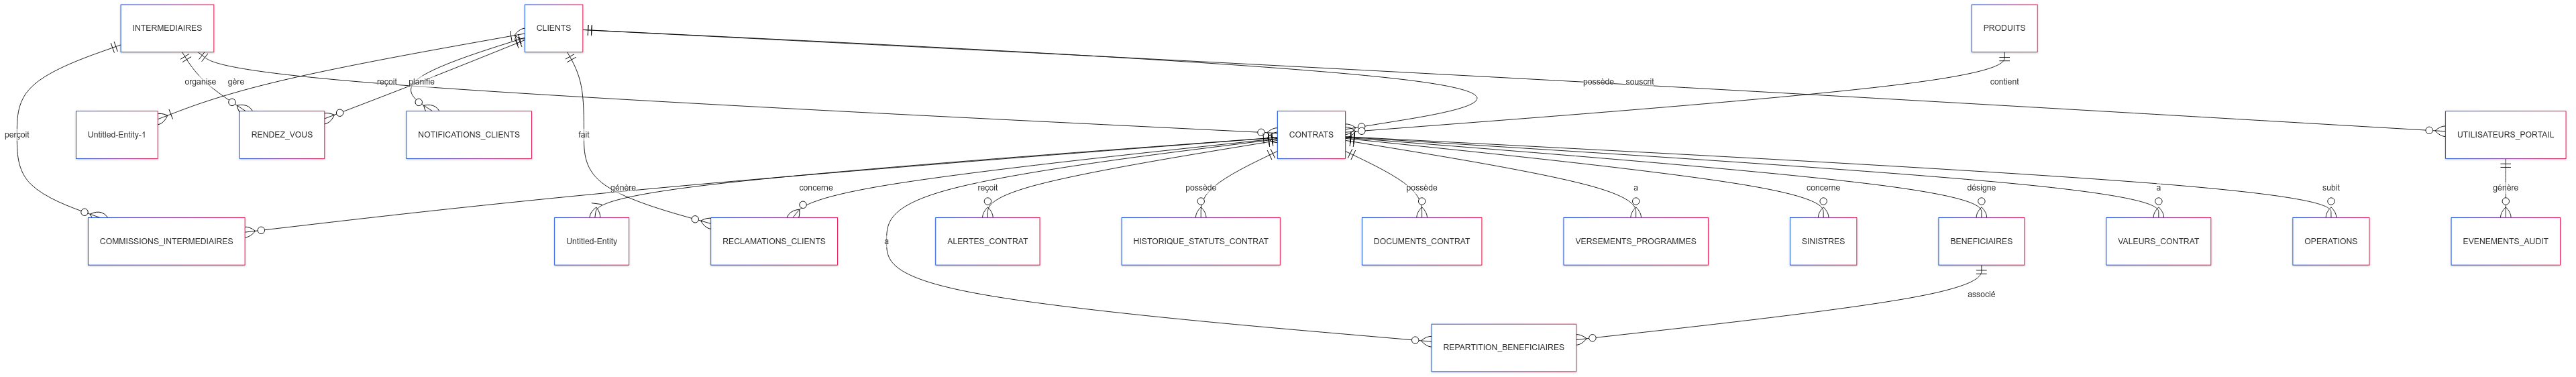 INTERMEDIAIRES
CLIENTS
PRODUITS
organise
gère
reçoit
planifie
possède
souscrit
contient
Untitled-Entity-1
RENDEZ_VOUS
NOTIFICATIONS_CLIENTS
CONTRATS
UTILISATEURS_PORTAIL
perçoit
fait
génère
concerne
reçoit
possède
possède
a
concerne
désigne
a
subit
génère
COMMISSIONS_INTERMEDIAIRES
Untitled-Entity
RECLAMATIONS_CLIENTS
a
ALERTES_CONTRAT
HISTORIQUE_STATUTS_CONTRAT
DOCUMENTS_CONTRAT
VERSEMENTS_PROGRAMMES
SINISTRES
BENEFICIAIRES
VALEURS_CONTRAT
OPERATIONS
EVENEMENTS_AUDIT
associé
REPARTITION_BENEFICIAIRES